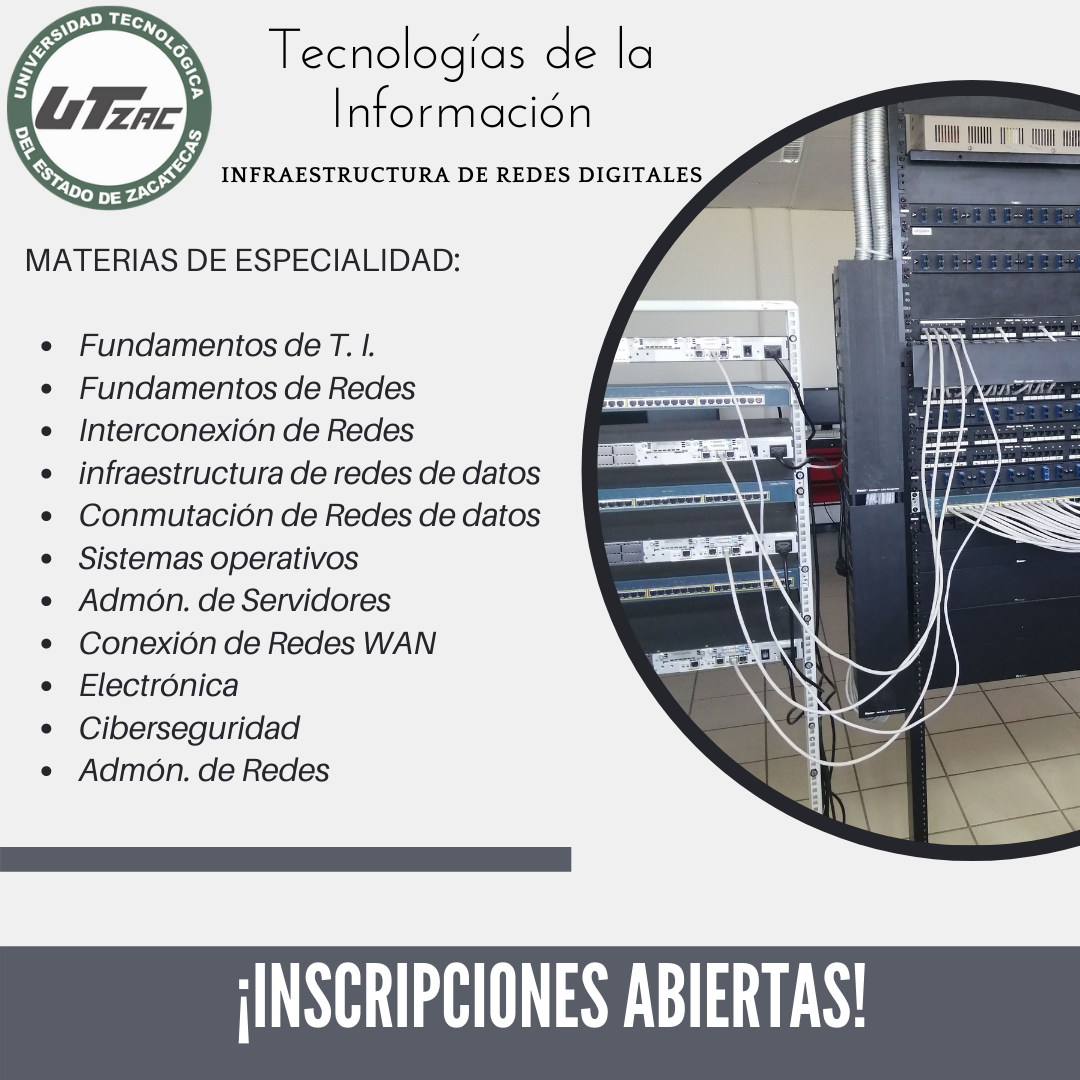 UNIVERSIDAD TECNOLÓGICA
UTZAC
DEL ESTADO DE ZACATECAS
Tecnologías de la
Información
INFRAESTRUCTURA DE REDES DIGITALES
MATERIAS DE ESPECIALIDAD:
Fundamentos de T. I.
Fundamentos de Redes
Interconexión de Redes
infraestructura de redes de datos
Conmutación de Redes de datos
Sistemas operativos
Admón. de Servidores
Conexión de Redes WAN
Electrónica
Ciberseguridad
Admón. de Redes
¡INSCRIPCIONES ABIERTAS!